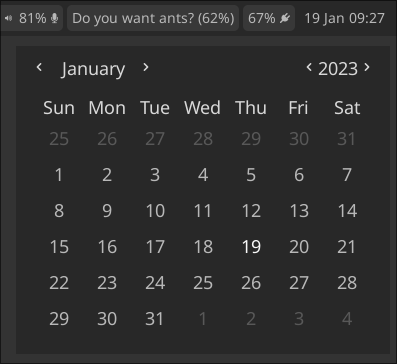 81% Do you want ants? (62%) 67% 19 Jan 09:27
‹ January › ‹ 2023 ›
Sun Mon Tue Wed Thu Fri Sat
25 26 27 28 29 30 31
1 2 3 4 5 6 7
8 9 10 11 12 13 14
15 16 17 18 19 20 21
22 23 24 25 26 27 28
29 30 31 1 2 3 4